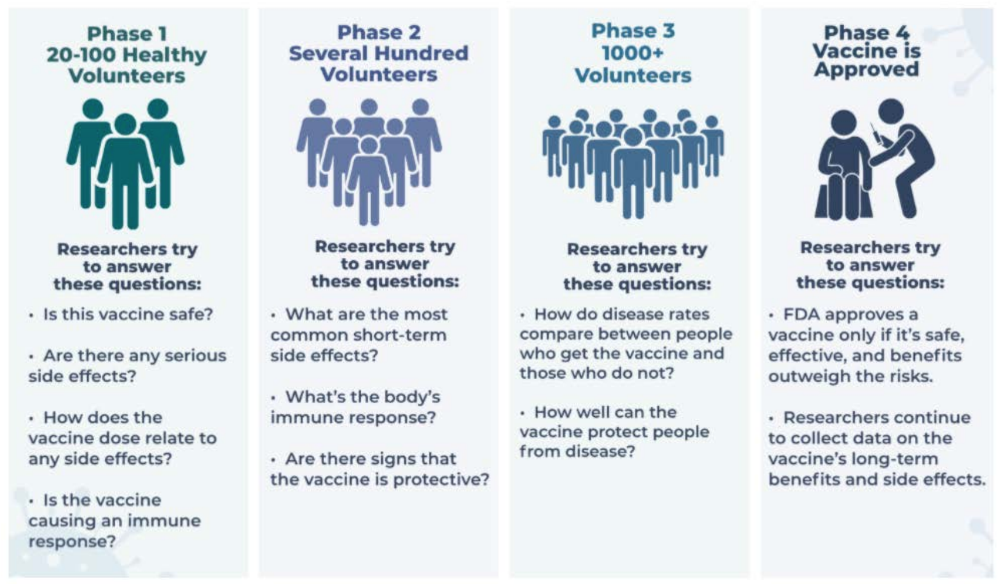 Phase 1
20-100 Healthy
Volunteers
Researchers try
to answer
these questions:
· Is this vaccine safe?
· Are there any serious
side effects?
· How does the
vaccine dose relate to
any side effects?
· Is the vaccine
causing an immune
response?
Phase 2
Several Hundred
Volunteers
Researchers try
to answer
these questions:
· What are the most
common short-term
side effects?
· What's the body's
immune response?
· Are there signs that
the vaccine is protective?
Phase 3
1000+
Volunteers
Researchers try
to answer
these questions:
· How do disease rates
compare between people
who get the vaccine and
those who do not?
· How well can the
vaccine protect people
from disease?
Phase 4
Vaccine is
Approved
Researchers try
to answer
these questions:
· FDA approves a
vaccine only if it's safe,
effective, and benefits
outweigh the risks.
· Researchers continue
to collect data on the
vaccine's long-term
benefits and side effects.